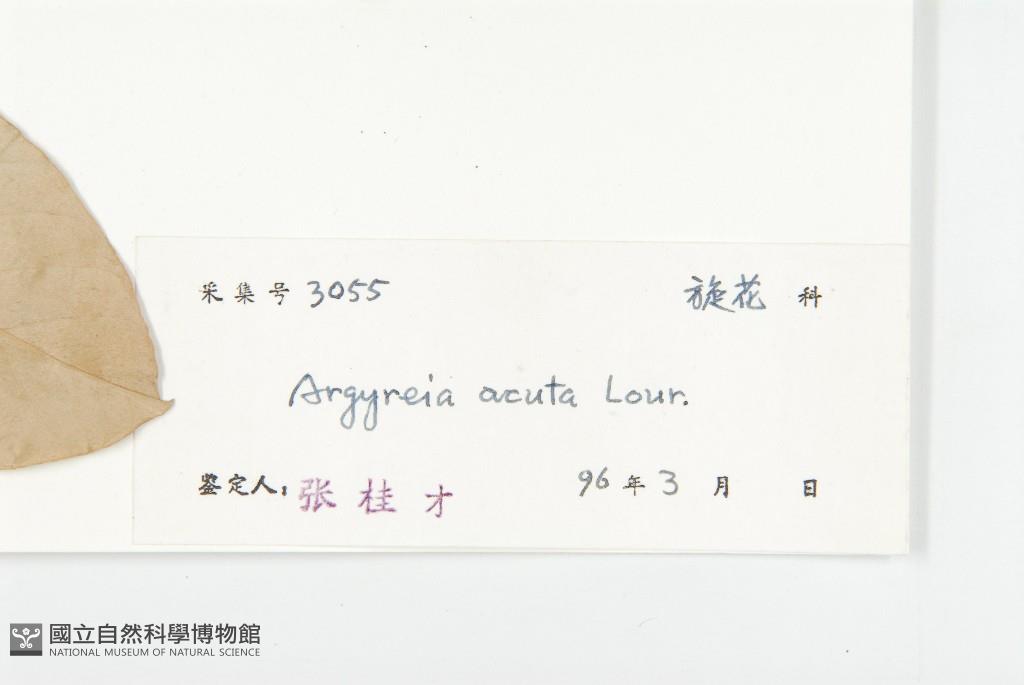 采集号 3055 旋花 科
Argyreia acuta Lour.
鉴定人: 张桂才 96 年 3 月 日
國立自然科學博物館
NATIONAL MUSEUM OF NATURAL SCIENCE